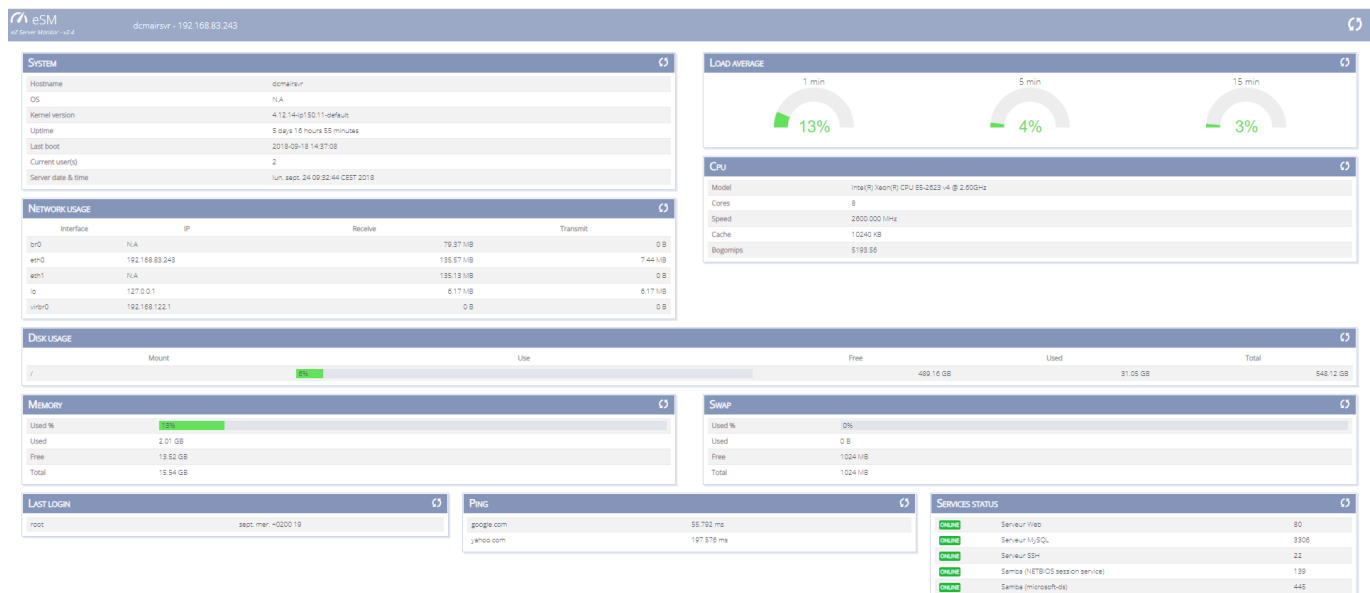 eSM
eZ Server Monitor - v2.4
dcmairsvr - 192.168.83.243
SYSTEM
Hostname dcmairsvr
OS N.A
Kernel version 4.12.14-lp150.11-default
Uptime 5 days 16 hours 55 minutes
Last boot 2018-09-18 14:37:08
Current user(s) 2
Server date & time lun. sept. 24 09:32:44 CEST 2018
LOAD AVERAGE
1 min 5 min 15 min
13% 4% 3%
CPU
Model Intel(R) Xeon(R) CPU E5-2623 v4 @ 2.60GHz
Cores 8
Speed 2600.000 MHz
Cache 10240 KB
Bogomips 5193.56
NETWORK USAGE
Interface IP Receive Transmit
br0 N.A 79.37 MB 0 B
eth0 192.168.83.243 135.57 MB 7.44 MB
eth1 N.A 135.13 MB 0 B
lo 127.0.0.1 6.17 MB 6.17 MB
virbr0 192.168.122.1 0 B 0 B
DISK USAGE
Mount Use Free Used Total
/ 6% 489.16 GB 31.05 GB 548.12 GB
MEMORY
Used % 13%
Used 2.01 GB
Free 13.52 GB
Total 15.54 GB
SWAP
Used % 0%
Used 0 B
Free 1024 MB
Total 1024 MB
LAST LOGIN
root sept. mer. +0200 19
PING
google.com 55.792 ms
yahoo.com 197.576 ms
SERVICES STATUS
ONLINE Serveur Web 80
ONLINE Serveur MySQL 3306
ONLINE Serveur SSH 22
ONLINE Samba (NETBIOS session service) 139
ONLINE Samba (microsoft-ds) 445